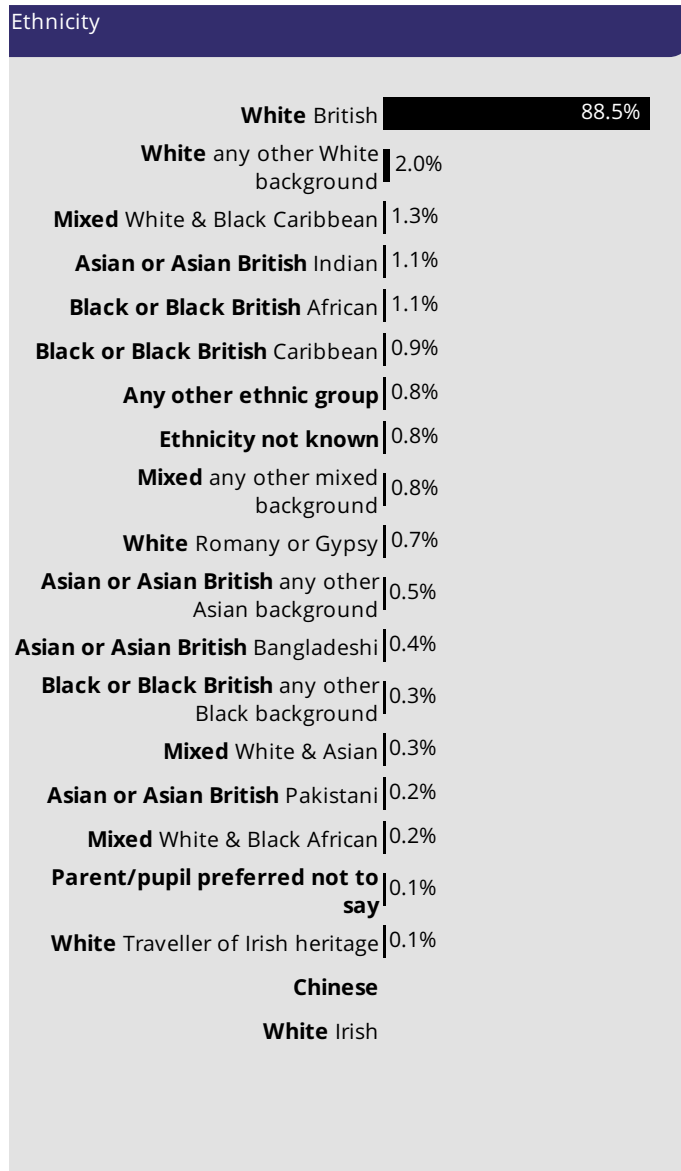 Ethnicity
White British 88.5%
White any other White
background 2.0%
Mixed White & Black Caribbean 1.3%
Asian or Asian British Indian 1.1%
Black or Black British African 1.1%
Black or Black British Caribbean 0.9%
Any other ethnic group 0.8%
Ethnicity not known 0.8%
Mixed any other mixed
background 0.8%
White Romany or Gypsy 0.7%
Asian or Asian British any other
Asian background 0.5%
Asian or Asian British Bangladeshi 0.4%
Black or Black British any other
Black background 0.3%
Mixed White & Asian 0.3%
Asian or Asian British Pakistani 0.2%
Mixed White & Black African 0.2%
Parent/pupil preferred not to
say 0.1%
White Traveller of Irish heritage 0.1%
Chinese
White Irish